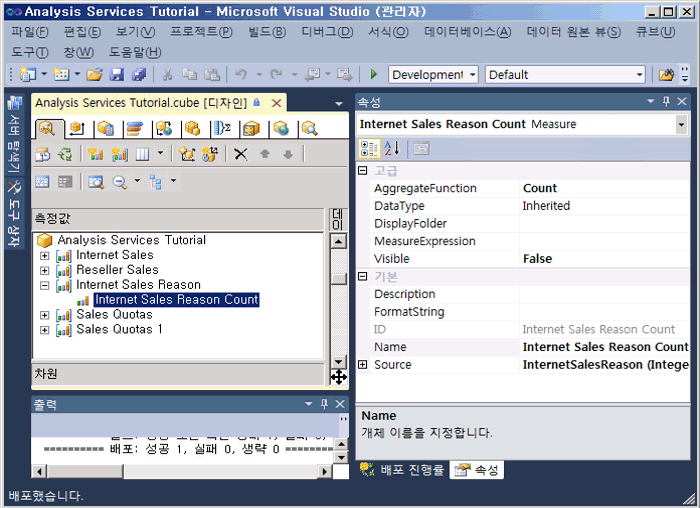 Analysis Services Tutorial - Microsoft Visual Studio (관리자)
파일(F) 편집(E) 보기(V) 프로젝트(P) 빌드(B) 디버그(D) 서식(O) 데이터베이스(A) 데이터 원본 뷰(S) 큐브(U)
도구(T) 창(W) 도움말(H)
Development Default
서버 탐색기
도구 상자
Analysis Services Tutorial.cube [디자인]
측정값
데이
Analysis Services Tutorial
Internet Sales
Reseller Sales
Internet Sales Reason
Internet Sales Reason Count
Sales Quotas
Sales Quotas 1
차원
출력
========== 배포: 성공 1, 실패 0, 생략 0 ========
속성
Internet Sales Reason Count Measure
고급
AggregateFunction Count
DataType Inherited
DisplayFolder
MeasureExpression
Visible False
기본
Description
FormatString
ID Internet Sales Reason Count
Name Internet Sales Reason Count
Source InternetSalesReason (Intege
Name
개체 이름을 지정합니다.
배포 진행률 속성
배포했습니다.